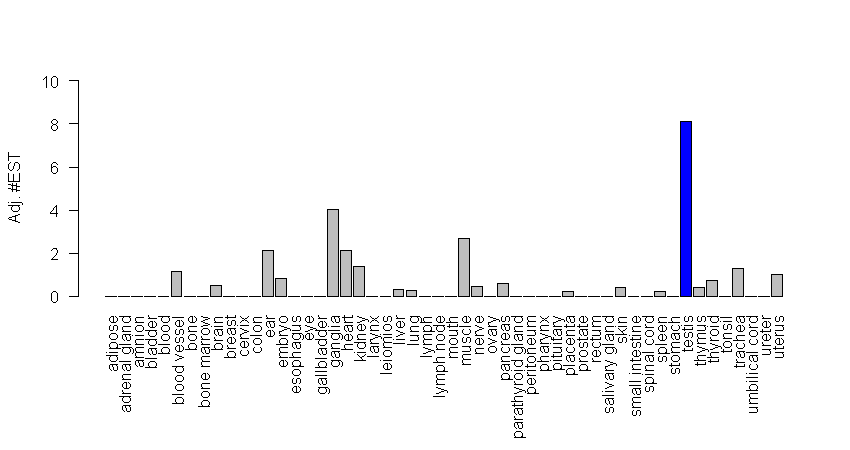 10
8
6
4
2
0
Adj. #EST
adipose
adrenal gland
amnion
bladder
blood
blood vessel
bone
bone marrow
brain
breast
cervix
colon
ear
embryo
esophagus
eye
gallbladder
ganglia
heart
kidney
larynx
leiomios
liver
lung
lymph
lymph node
mouth
muscle
nerve
ovary
pancreas
parathyroid gland
peritoneum
pharynx
pituitary
placenta
prostate
rectum
salivary gland
skin
small intestine
spinal cord
spleen
stomach
testis
thymus
thyroid
tonsil
trachea
umbilical cord
ureter
uterus